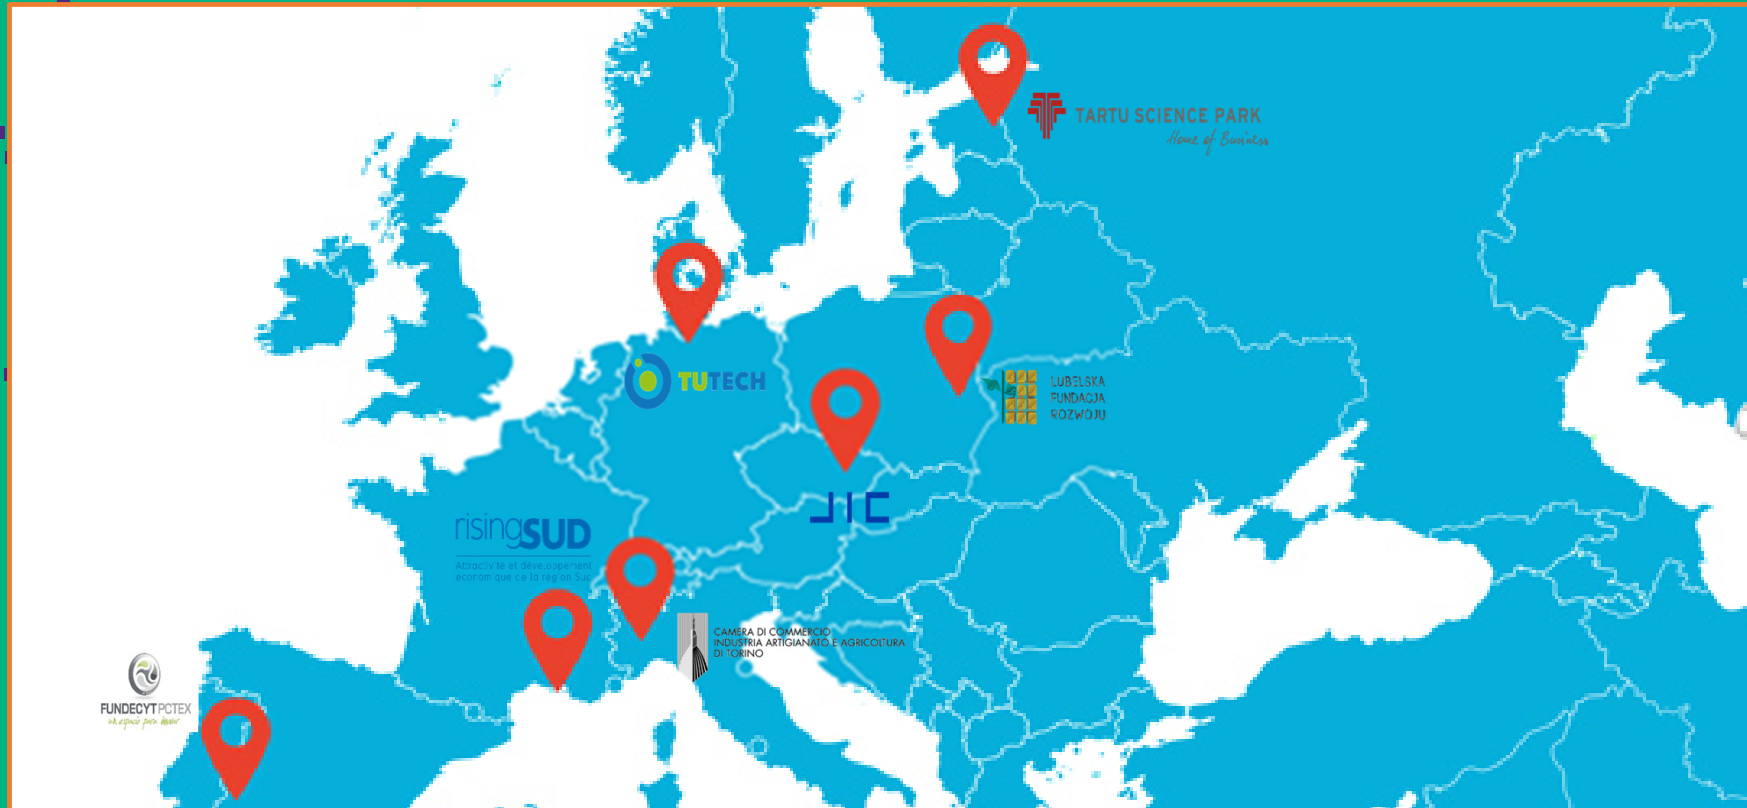 TARTU SCIENCE PARK
Home of Business
TUTECH
LUBELSKA
FUNDACJA
ROZWOJU
JIC
risingSUD
Attractivité et développement
économique de la région Sud
CAMERA DI COMMERCIO
INDUSTRIA ARTIGIANATO E AGRICOLTURA
DI TORINO
FUNDECYT PCTEX
un espacio para innovar